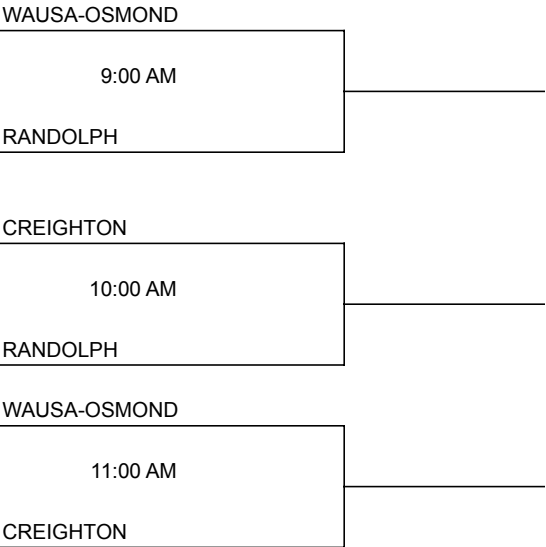 WAUSA-OSMOND
9:00 AM
RANDOLPH
CREIGHTON
10:00 AM
RANDOLPH
WAUSA-OSMOND
11:00 AM
CREIGHTON